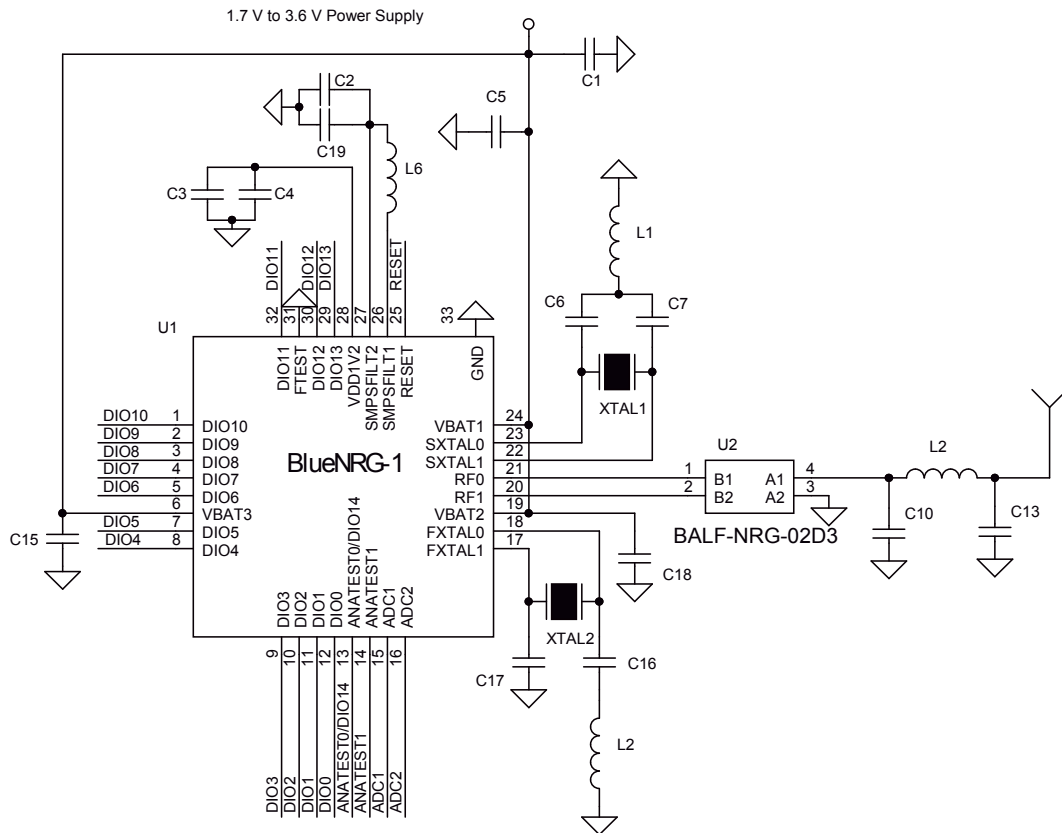 1.7 V to 3.6 V Power Supply
C1
C2
C5
C19
L6
C3
C4
L1
C6
C7
XTAL1
DIO11
DIO12
DIO13
RESET
32
31
30
29
28
27
26
25
33
U1
DIO11
FTEST
DIO12
DIO13
VDD1V2
SMPSFILT2
SMPSFILT1
RESET
GND
BlueNRG-1
DIO10 1 DIO10
DIO9 2 DIO9
DIO8 3 DIO8
DIO7 4 DIO7
DIO6 5 DIO6
6 VBAT3
DIO5 7 DIO5
DIO4 8 DIO4
C15
VBAT1 24
SXTAL0 23
SXTAL1 22
RF0 21
RF1 20
VBAT2 19
FXTAL0 18
FXTAL1 17
U2
1 B1 A1 4
2 B2 A2 3
BALF-NRG-02D3
L2
C10
C13
C18
XTAL2
C17
C16
L2
DIO3
DIO2
DIO1
DIO0
ANATEST0/DIO14
ANATEST1
ADC1
ADC2
9
10
11
12
13
14
15
16
DIO3
DIO2
DIO1
DIO0
ANATEST0/DIO14
ANATEST1
ADC1
ADC2